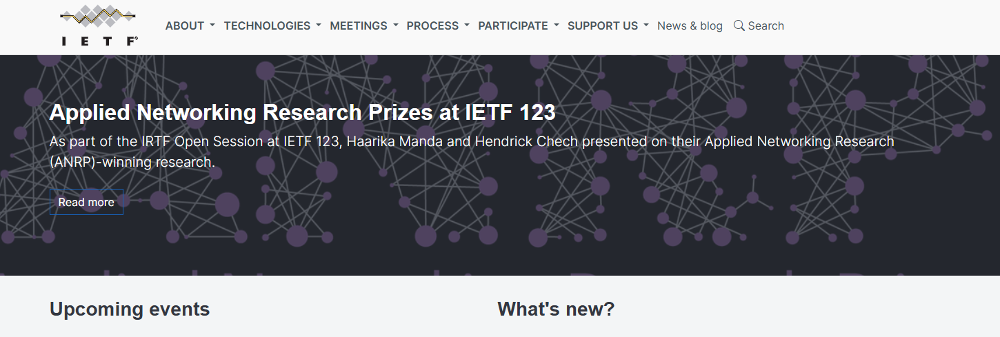 IETF®
ABOUT TECHNOLOGIES MEETINGS PROCESS PARTICIPATE SUPPORT US News & blog Search
Applied Networking Research Prizes at IETF 123
As part of the IRTF Open Session at IETF 123, Haarika Manda and Hendrick Chech presented on their Applied Networking Research
(ANRP)-winning research.
Read more
Upcoming events
What's new?